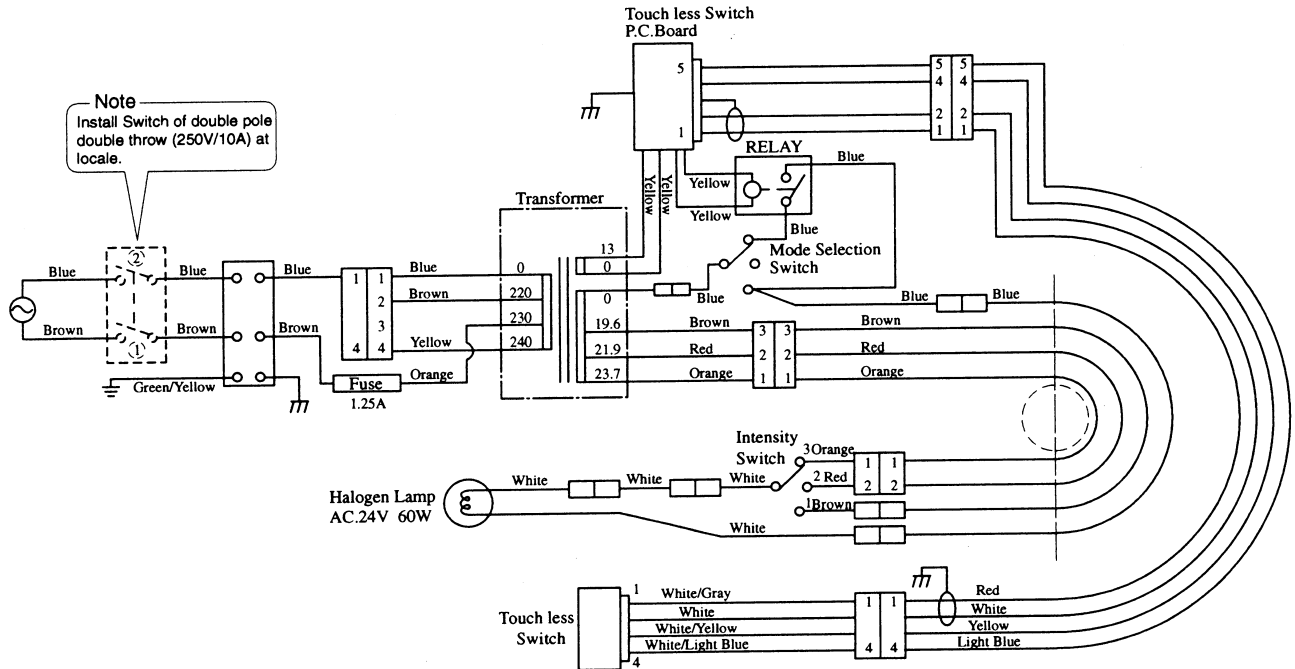 Touch less Switch
P.C.Board
5
1
5 5
4 4
2 2
1 1
Note
Install Switch of double pole
double throw (250V/10A) at
locale.
RELAY
Blue
Yellow
Yellow
Yellow
Yellow
Blue
Transformer
13
0
Mode Selection
Switch
②
Blue
Blue
Blue
Blue
0
0
Blue
Blue
Blue
1 1
2
3
4 4
Brown
220
230
240
19.6
21.9
23.7
Brown
Red
Orange
3 3
2 2
1 1
Brown
Red
Orange
Brown
Brown
Brown
①
Yellow
Orange
Green/Yellow
Fuse
1.25A
Intensity
Switch
3 Orange
2 Red
1 Brown
1 1
2 2
White
White
White
Halogen Lamp
AC.24V 60W
White
Touch less
Switch
1
4
White/Gray
White
White/Yellow
White/Light Blue
1 1
4 4
Red
White
Yellow
Light Blue